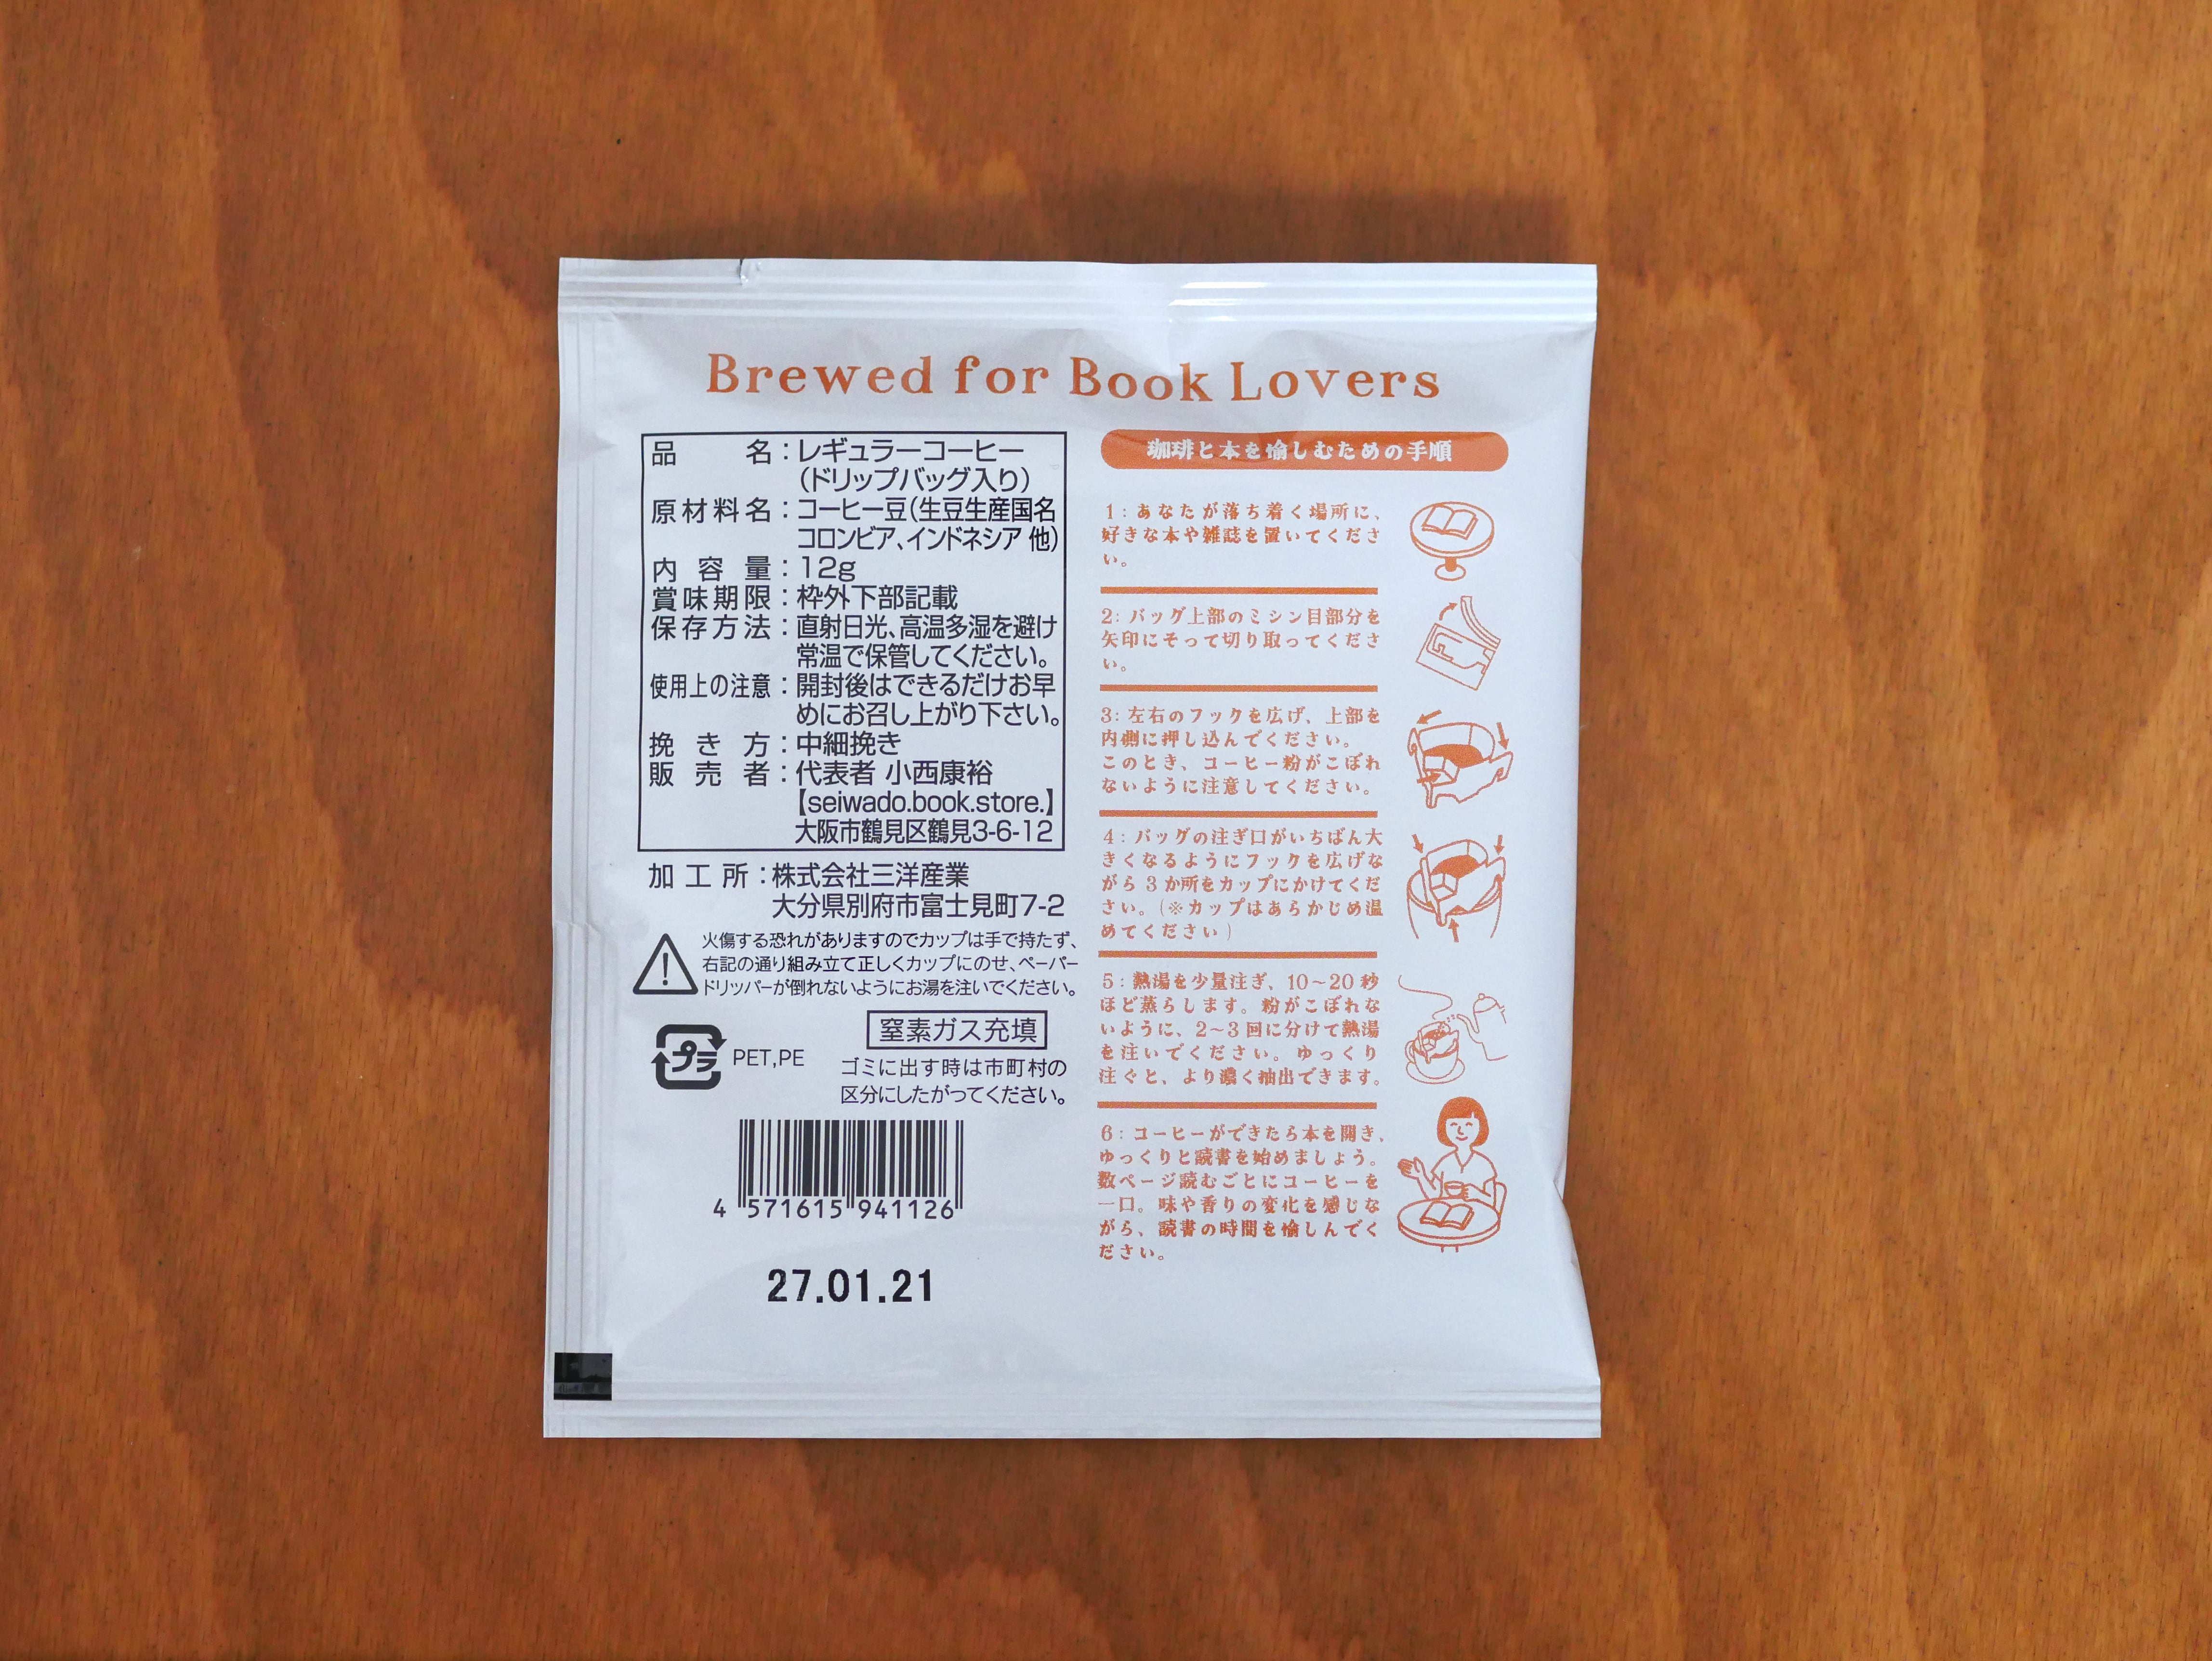 Brewed for Book Lovers
品名：レギュラーコーヒー
（ドリップバッグ入り）
原材料名：コーヒー豆（生豆生産国名
コロンビア、インドネシア 他）
内容量：12g
賞味期限：枠外下部記載
保存方法：直射日光、高温多湿を避け
常温で保管してください。
使用上の注意：開封後はできるだけお早
めにお召し上がり下さい。
挽き方：中細挽き
販売者：代表者 小西康裕
【seiwado.book.store.】
大阪市鶴見区鶴見3-6-12
加工所：株式会社三洋産業
大分県別府市富士見町7-2
火傷する恐れがありますのでカップは手で持たず、
右記の通り組み立て正しくカップにのせ、ペーパー
ドリッパーが倒れないようにお湯を注いでください。
プラ PET,PE
窒素ガス充填
ゴミに出す時は市町村の
区分にしたがってください。
4 571615 941126
27.01.21
珈琲と本を愉しむための手順
1：あなたが落ち着く場所に、
好きな本や雑誌を置いてくださ
い。
2：バッグ上部のミシン目部分を
矢印にそって切り取ってくださ
い。
3：左右のフックを広げ、上部を
内側に押し込んでください。
このとき、コーヒー粉がこぼれ
ないように注意してください。
4：バッグの注ぎ口がいちばん大
きくなるようにフックを広げな
がら 3 か所をカップにかけてくだ
さい。（※カップはあらかじめ温
めてください）
5：熱湯を少量注ぎ、10〜20 秒
ほど蒸らします。粉がこぼれな
いように、2〜3 回に分けて熱湯
を注いでください。ゆっくり
注ぐと、より濃く抽出できます。
6：コーヒーができたら本を開き、
ゆっくりと読書を始めましょう。
数ページ読むごとにコーヒーを
一口。味や香りの変化を感じな
がら、読書の時間を愉しんでく
ださい。